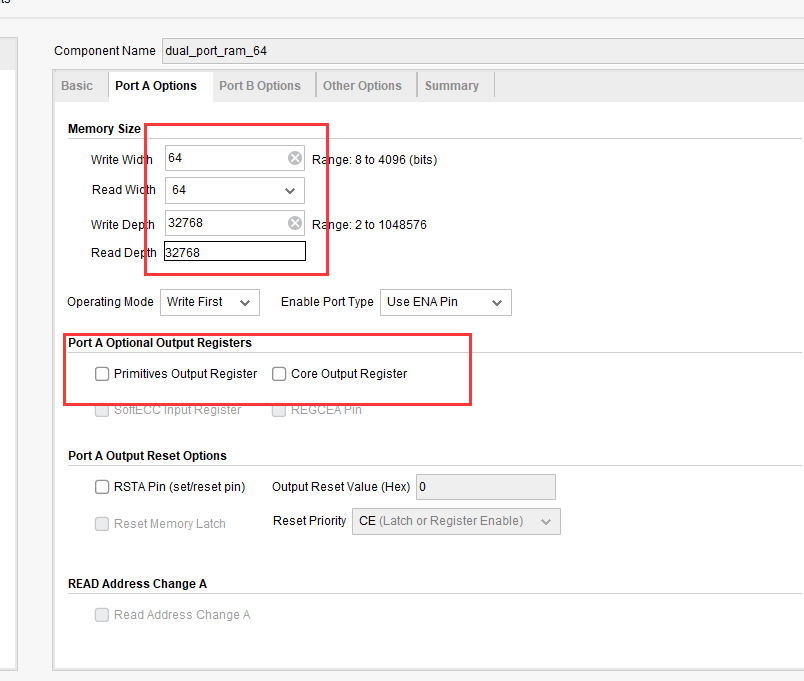 Component Name dual_port_ram_64
Basic Port A Options Port B Options Other Options Summary
Memory Size
Write Width 64 Range: 8 to 4096 (bits)
Read Width 64
Write Depth 32768 Range: 2 to 1048576
Read Depth 32768
Operating Mode Write First Enable Port Type Use ENA Pin
Port A Optional Output Registers
Primitives Output Register Core Output Register
SoftECC Input Register REGCEA Pin
Port A Output Reset Options
RSTA Pin (set/reset pin) Output Reset Value (Hex) 0
Reset Memory Latch Reset Priority CE (Latch or Register Enable)
READ Address Change A
Read Address Change A